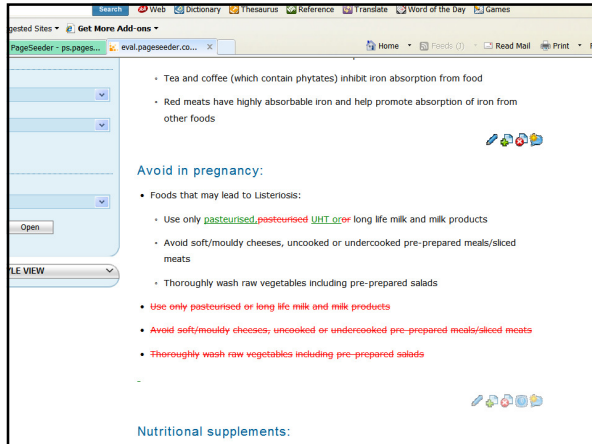 Search Web Dictionary Thesaurus Reference Translate Word of the Day Games
gested Sites ▾ Get More Add-ons ▾
PageSeeder - ps.pages... eval.pageseeder.co... X Home ▾ Feeds (J) ▾ Read Mail Print ▾
• Tea and coffee (which contain phytates) inhibit iron absorption from food
• Red meats have highly absorbable iron and help promote absorption of iron from
other foods
Avoid in pregnancy:
• Foods that may lead to Listeriosis:
• Use only pasteurised,pasteurised UHT oror long life milk and milk products
• Avoid soft/mouldy cheeses, uncooked or undercooked pre-prepared meals/sliced
meats
Open
• Thoroughly wash raw vegetables including pre-prepared salads
YLE VIEW
• Use only pasteurised or long life milk and milk products
• Avoid soft/mouldy cheeses, uncooked or undercooked pre-prepared meals/sliced meats
• Thoroughly wash raw vegetables including pre-prepared salads
Nutritional supplements: